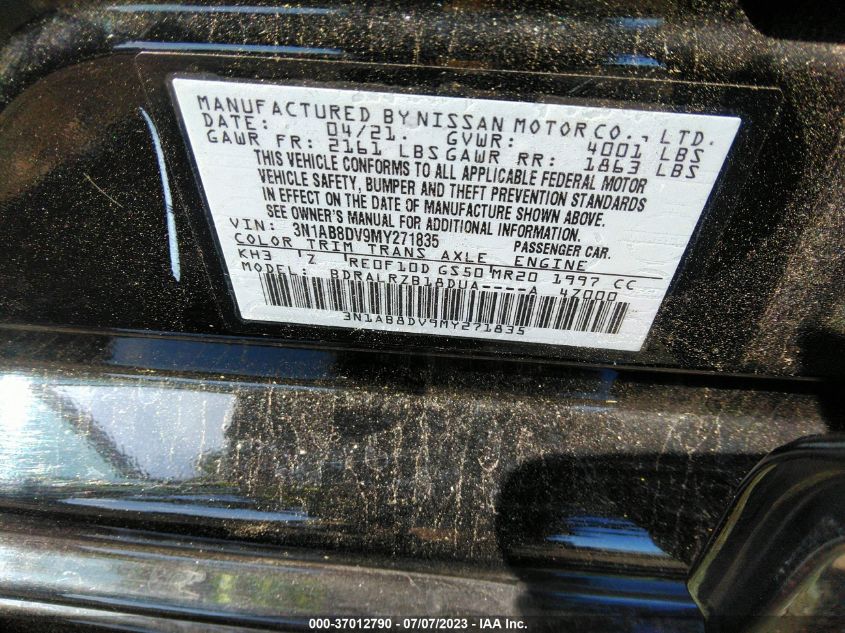 MANUFACTURED BY NISSAN MOTOR CO., LTD.
DATE: 04/21. GVWR: 4001 LBS
GAWR FR: 2161 LBS GAWR RR: 1863 LBS
THIS VEHICLE CONFORMS TO ALL APPLICABLE FEDERAL MOTOR
VEHICLE SAFETY, BUMPER AND THEFT PREVENTION STANDARDS
IN EFFECT ON THE DATE OF MANUFACTURE SHOWN ABOVE.
SEE OWNER'S MANUAL FOR ADDITIONAL INFORMATION.
VIN: 3N1AB8DV9MY271835 PASSENGER CAR.
COLOR TRIM TRANS AXLE ENGINE
KH3 Z RE0F10D GS50 MR20 1997 CC
MODEL: BDRALRZB18DUA----A 47000
3N1AB8DV9MY271835
000-37012790 - 07/07/2023 - IAA Inc.